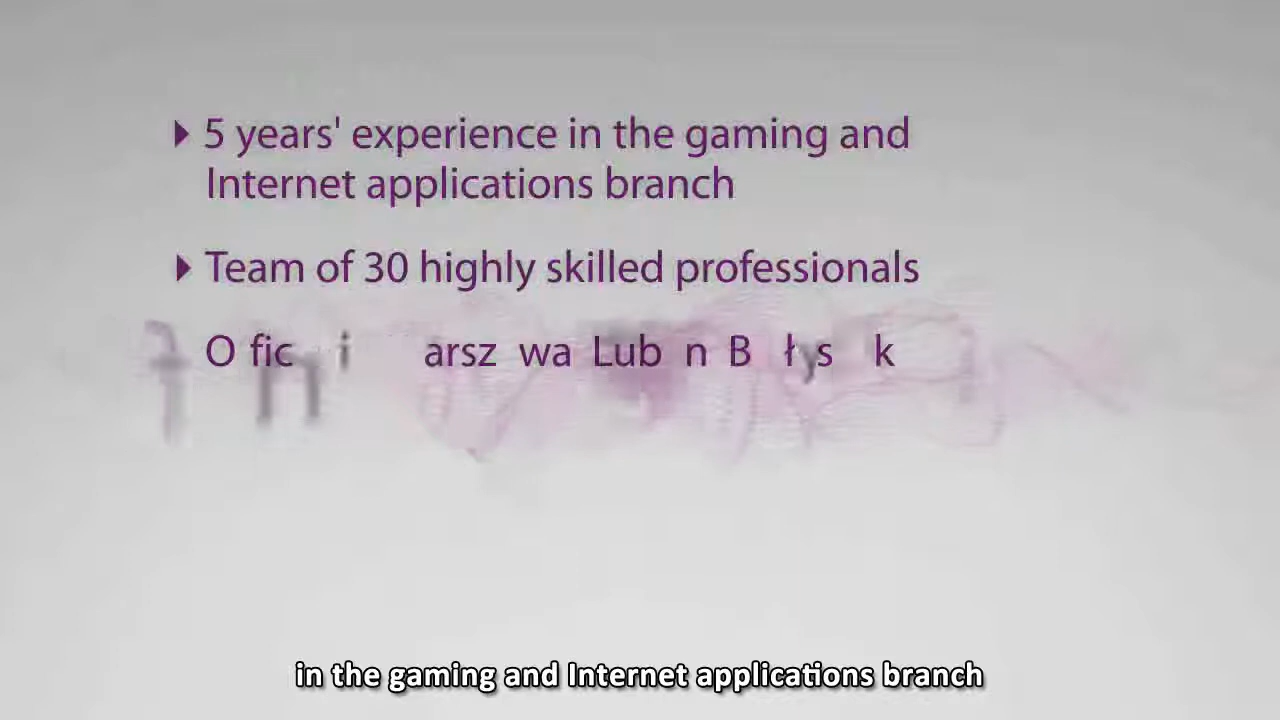 5 years' experience in the gaming and
Internet applications branch
Team of 30 highly skilled professionals
in the gaming and Internet applications branch